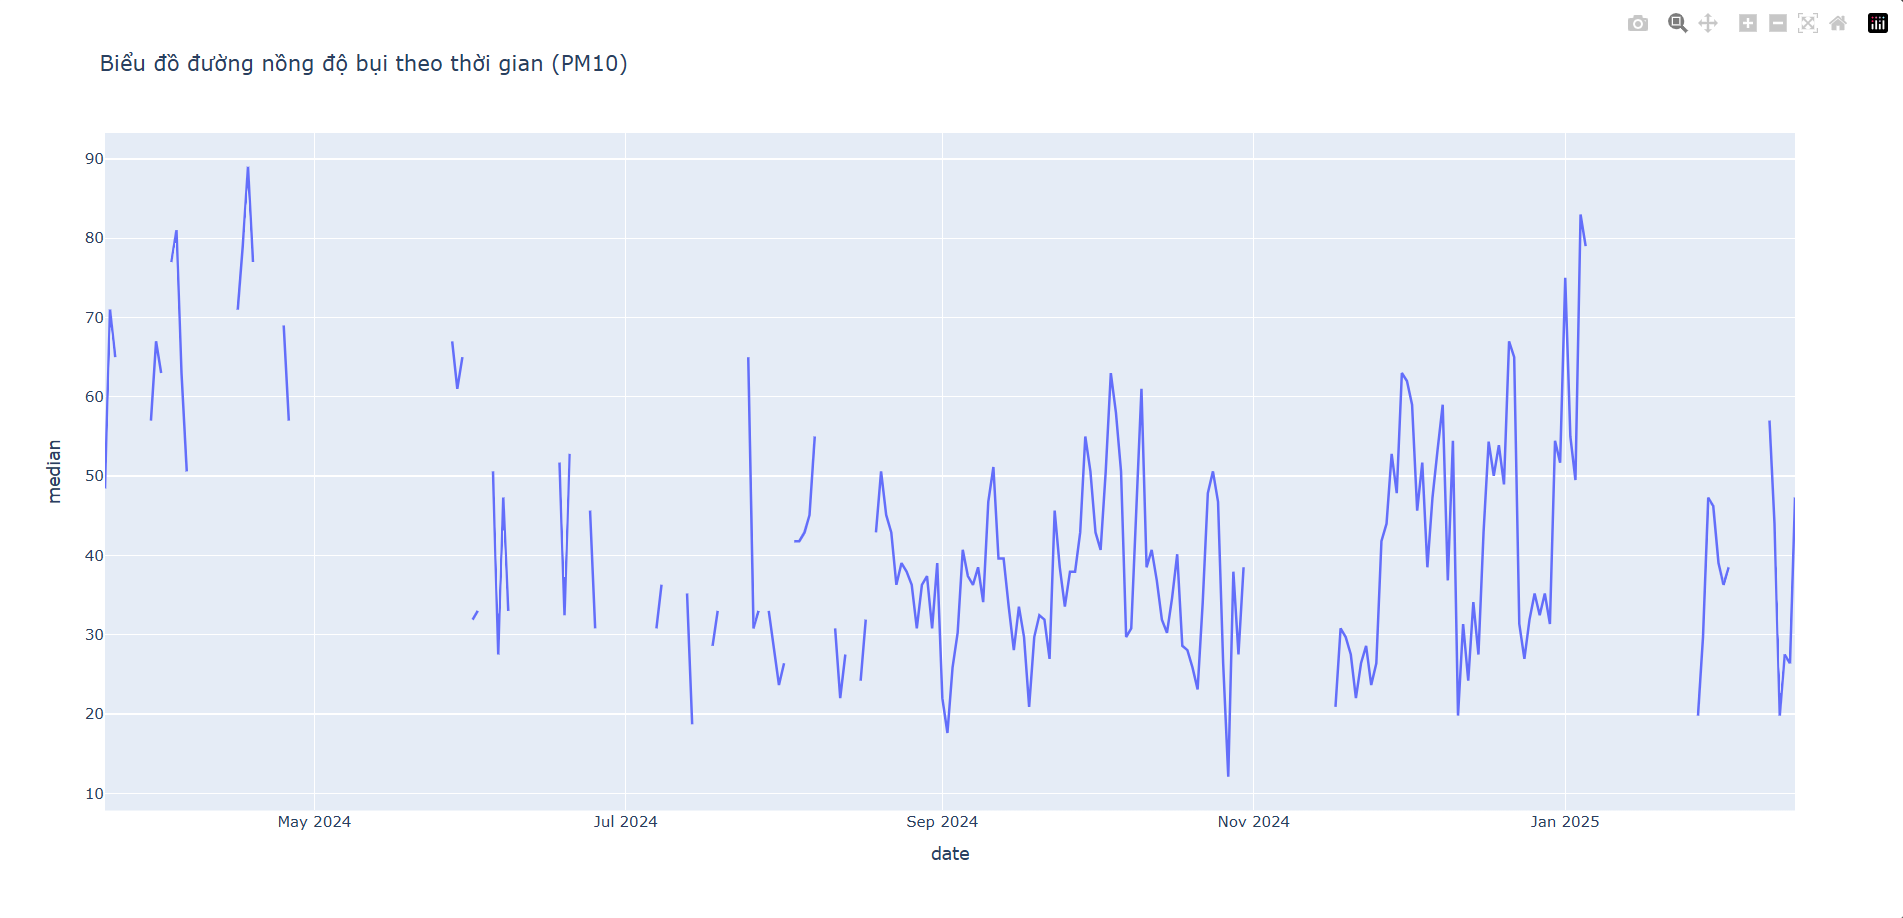 Biểu đồ đường nồng độ bụi theo thời gian (PM10)
90
80
70
60
50
40
30
20
10
median
May 2024
Jul 2024
Sep 2024
Nov 2024
Jan 2025
date